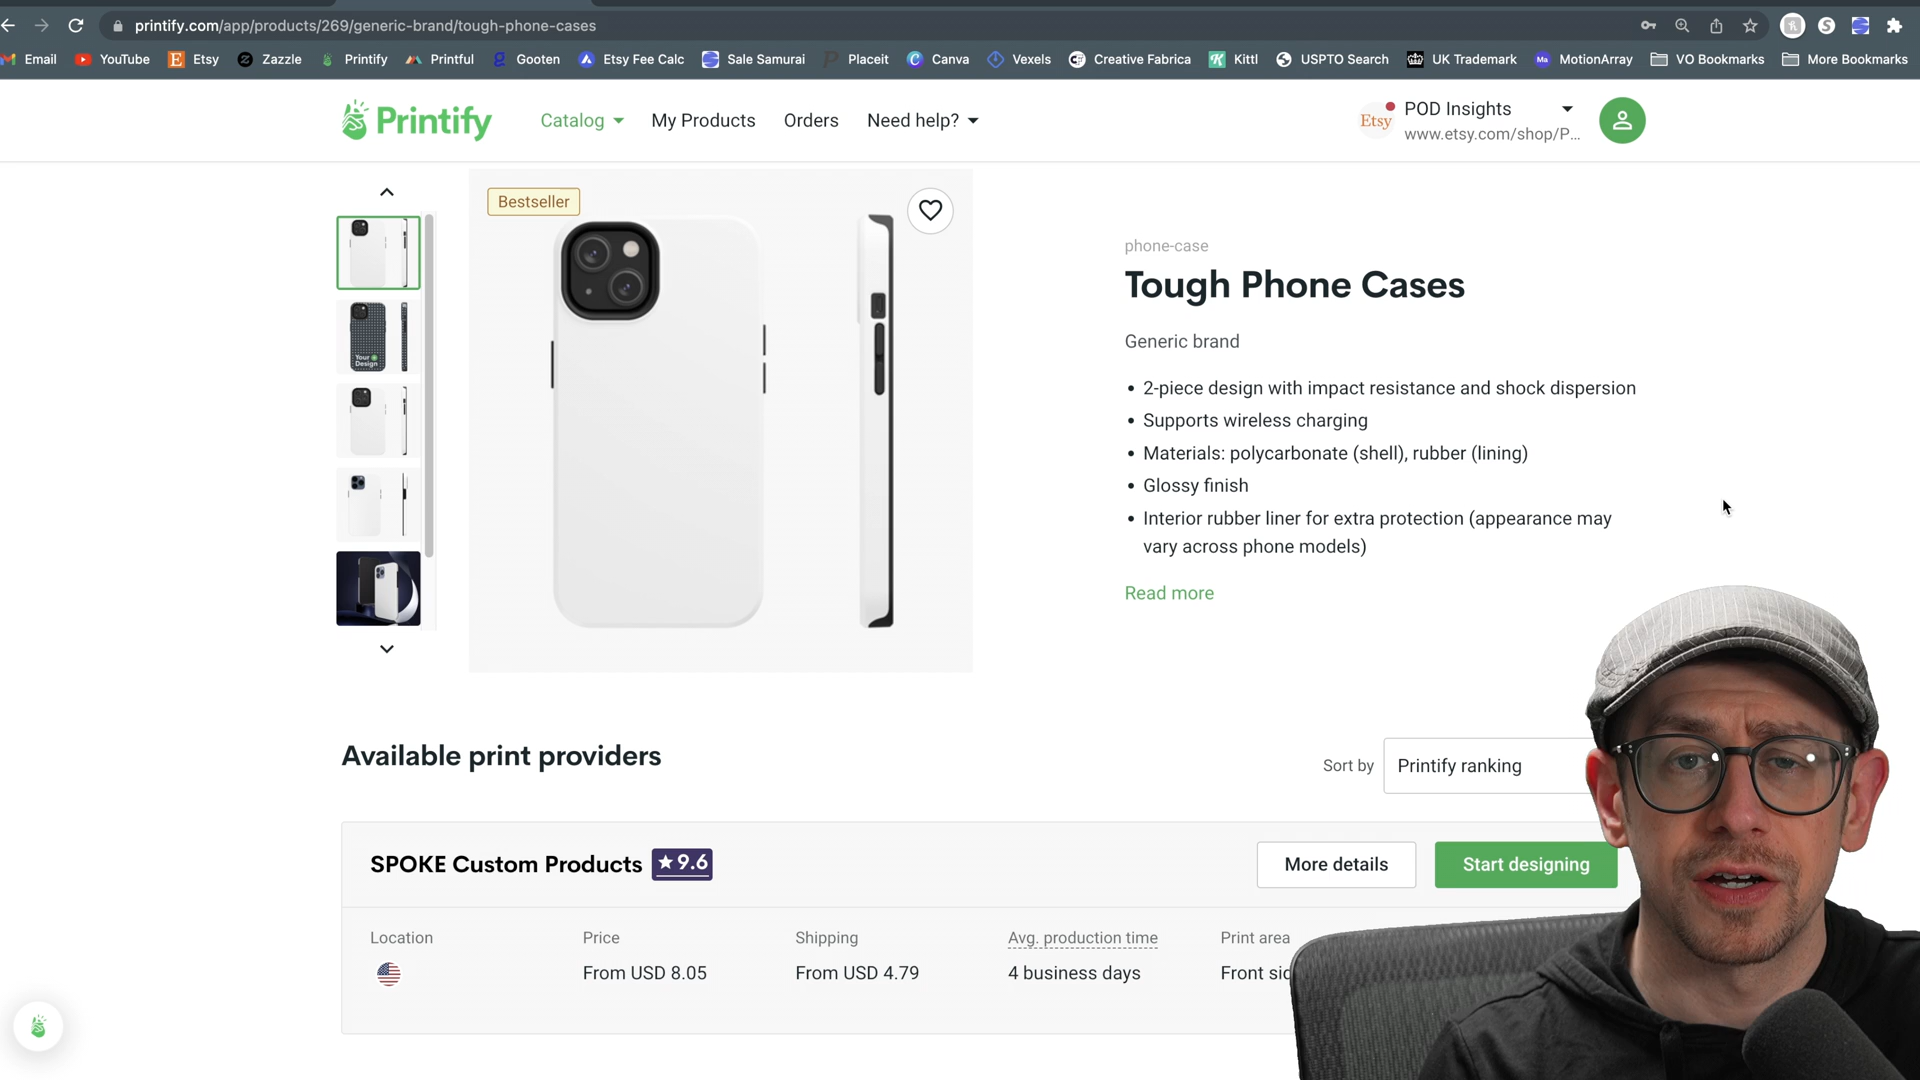 printify.com/app/products/269/generic-brand/tough-phone-cases
Email YouTube Etsy Zazzle Printify Printful Gooten Etsy Fee Calc Sale Samurai Placeit Canva Vexels Creative Fabrica Kittl USPTO Search UK Trademark MotionArray VO Bookmarks More Bookmarks
Printify Catalog My Products Orders Need help?
Etsy
POD Insights
www.etsy.com/shop/P...
Bestseller
Your
Design
phone-case
Tough Phone Cases
Generic brand
• 2-piece design with impact resistance and shock dispersion
• Supports wireless charging
• Materials: polycarbonate (shell), rubber (lining)
• Glossy finish
• Interior rubber liner for extra protection (appearance may
vary across phone models)
Read more
Available print providers
Sort by Printify ranking
SPOKE Custom Products ★ 9.6 More details Start designing
Location Price Shipping Avg. production time Print area
From USD 8.05 From USD 4.79 4 business days Front